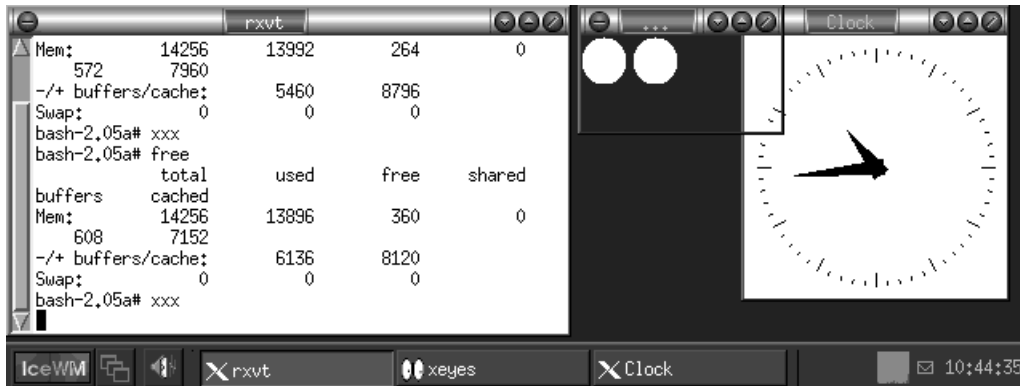 rxvt
Mem: 14256 13992 264 0
572 7960
-/+ buffers/cache: 5460 8796
Swap: 0 0 0
bash-2.05a# xxx
bash-2.05a# free
total used free shared
buffers cached
Mem: 14256 13896 360 0
608 7152
-/+ buffers/cache: 6136 8120
Swap: 0 0 0
bash-2.05a# xxx
...
Clock
IceWM
rxvt
xeyes
Clock
10:44:35